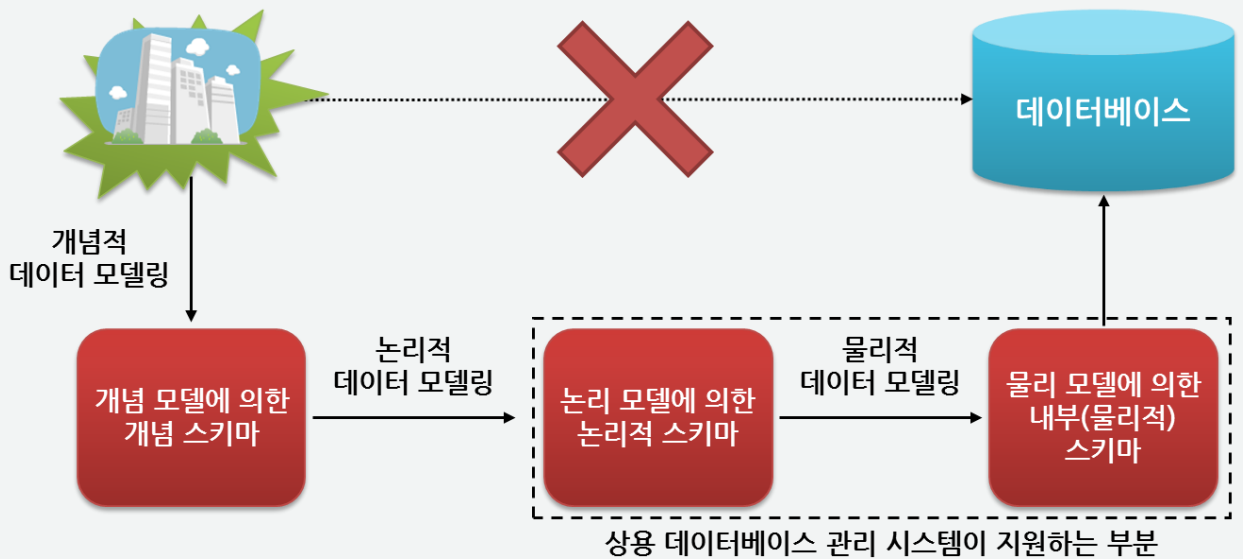 데이터베이스
개념적
데이터 모델링
논리적
데이터 모델링
물리적
데이터 모델링
개념 모델에 의한
개념 스키마
논리 모델에 의한
논리적 스키마
물리 모델에 의한
내부(물리적)
스키마
상용 데이터베이스 관리 시스템이 지원하는 부분